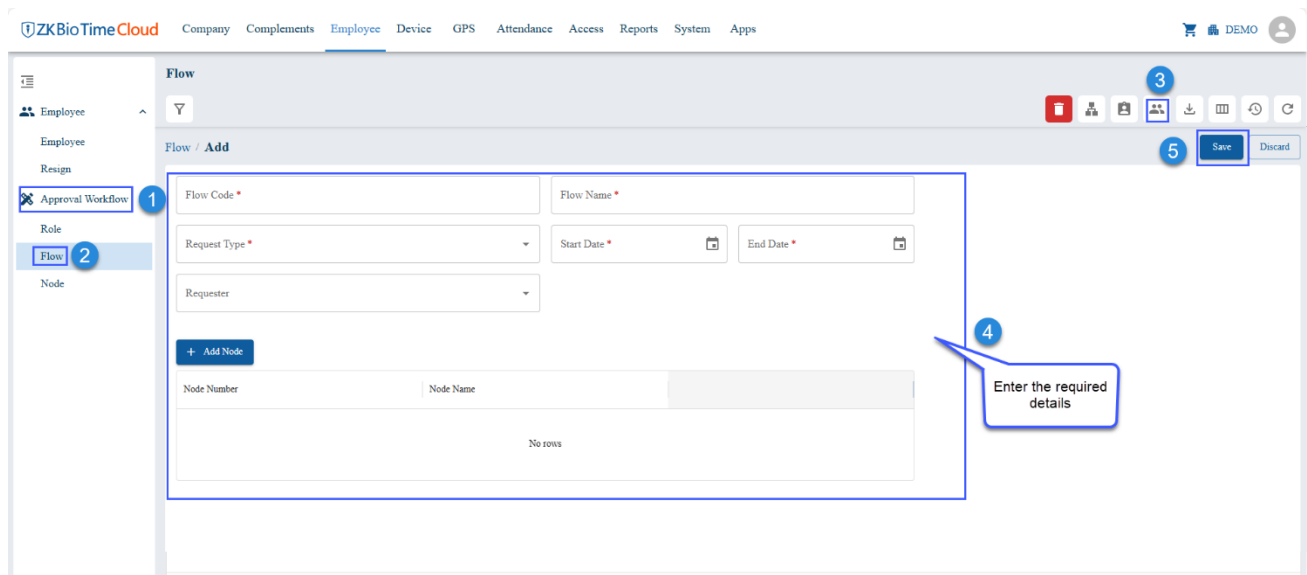 ZKBioTime Cloud Company Complements Employee Device GPS Attendance Access Reports System Apps DEMO
Flow
3
Employee
Employee
Flow / Add
5
Save Discard
Resign
Approval Workflow 1
Flow Code * Flow Name *
Role
Flow 2
Request Type * Start Date * End Date *
Node
Requester
4
+ Add Node
Enter the required
details
Node Number Node Name
No rows